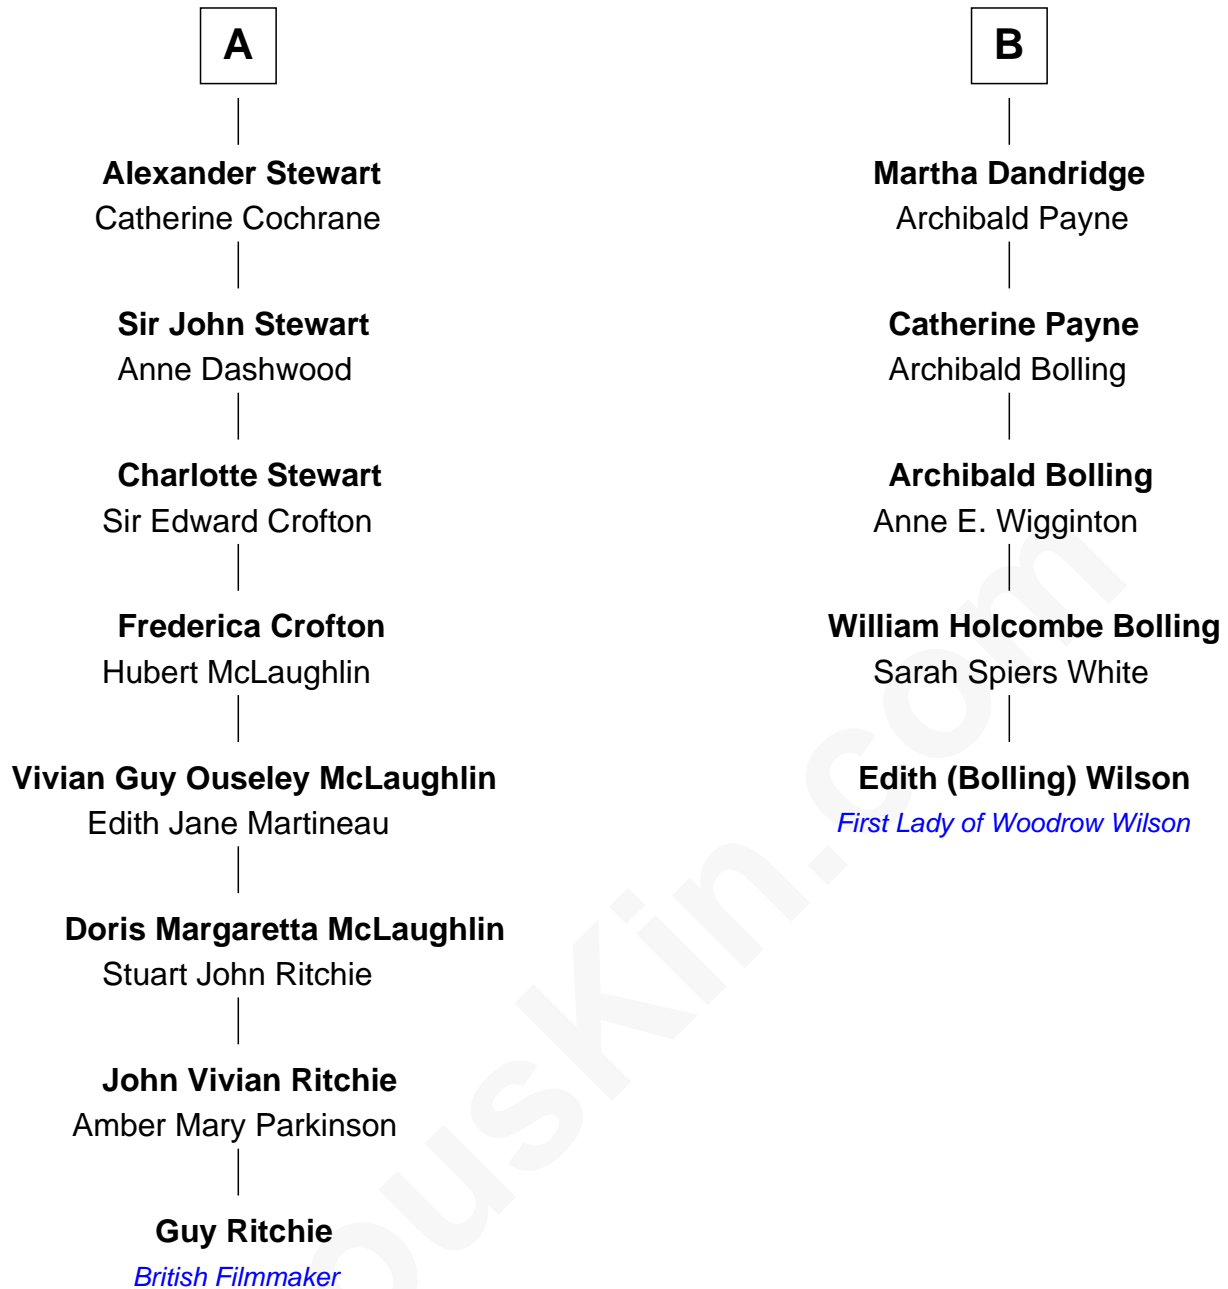 A
Alexander Stewart
Catherine Cochrane
Sir John Stewart
Anne Dashwood
Charlotte Stewart
Sir Edward Crofton
Frederica Crofton
Hubert McLaughlin
Vivian Guy Ouseley McLaughlin
Edith Jane Martineau
Doris Margaretta McLaughlin
Stuart John Ritchie
John Vivian Ritchie
Amber Mary Parkinson
Guy Ritchie
British Filmmaker
B
Martha Dandridge
Archibald Payne
Catherine Payne
Archibald Bolling
Archibald Bolling
Anne E. Wigginton
William Holcombe Bolling
Sarah Spiers White
Edith (Bolling) Wilson
First Lady of Woodrow Wilson
ousKin.com